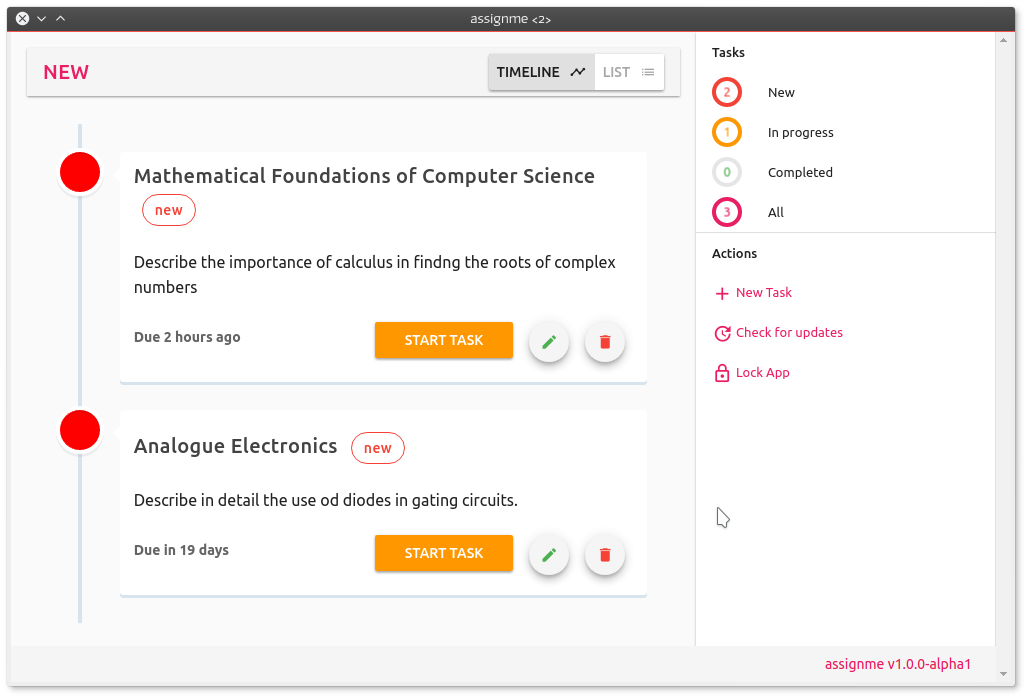 assignme <2>
NEW
TIMELINE
LIST
Mathematical Foundations of Computer Science
new
Describe the importance of calculus in findng the roots of complex
numbers
Due 2 hours ago
START TASK
Analogue Electronics new
Describe in detail the use od diodes in gating circuits.
Due in 19 days
START TASK
Tasks
2 New
1 In progress
0 Completed
3 All
Actions
New Task
Check for updates
Lock App
assignme v1.0.0-alpha1